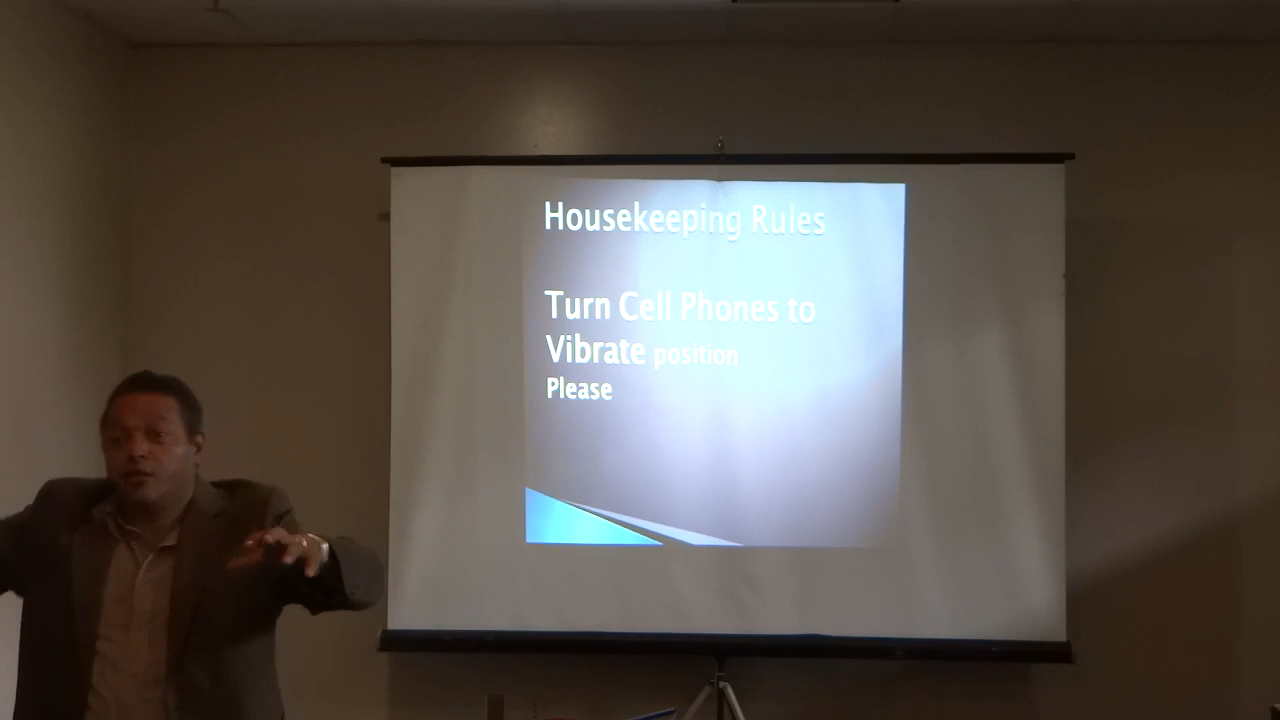 Housekeeping Rules
Turn Cell Phones to
Vibrate position
Please